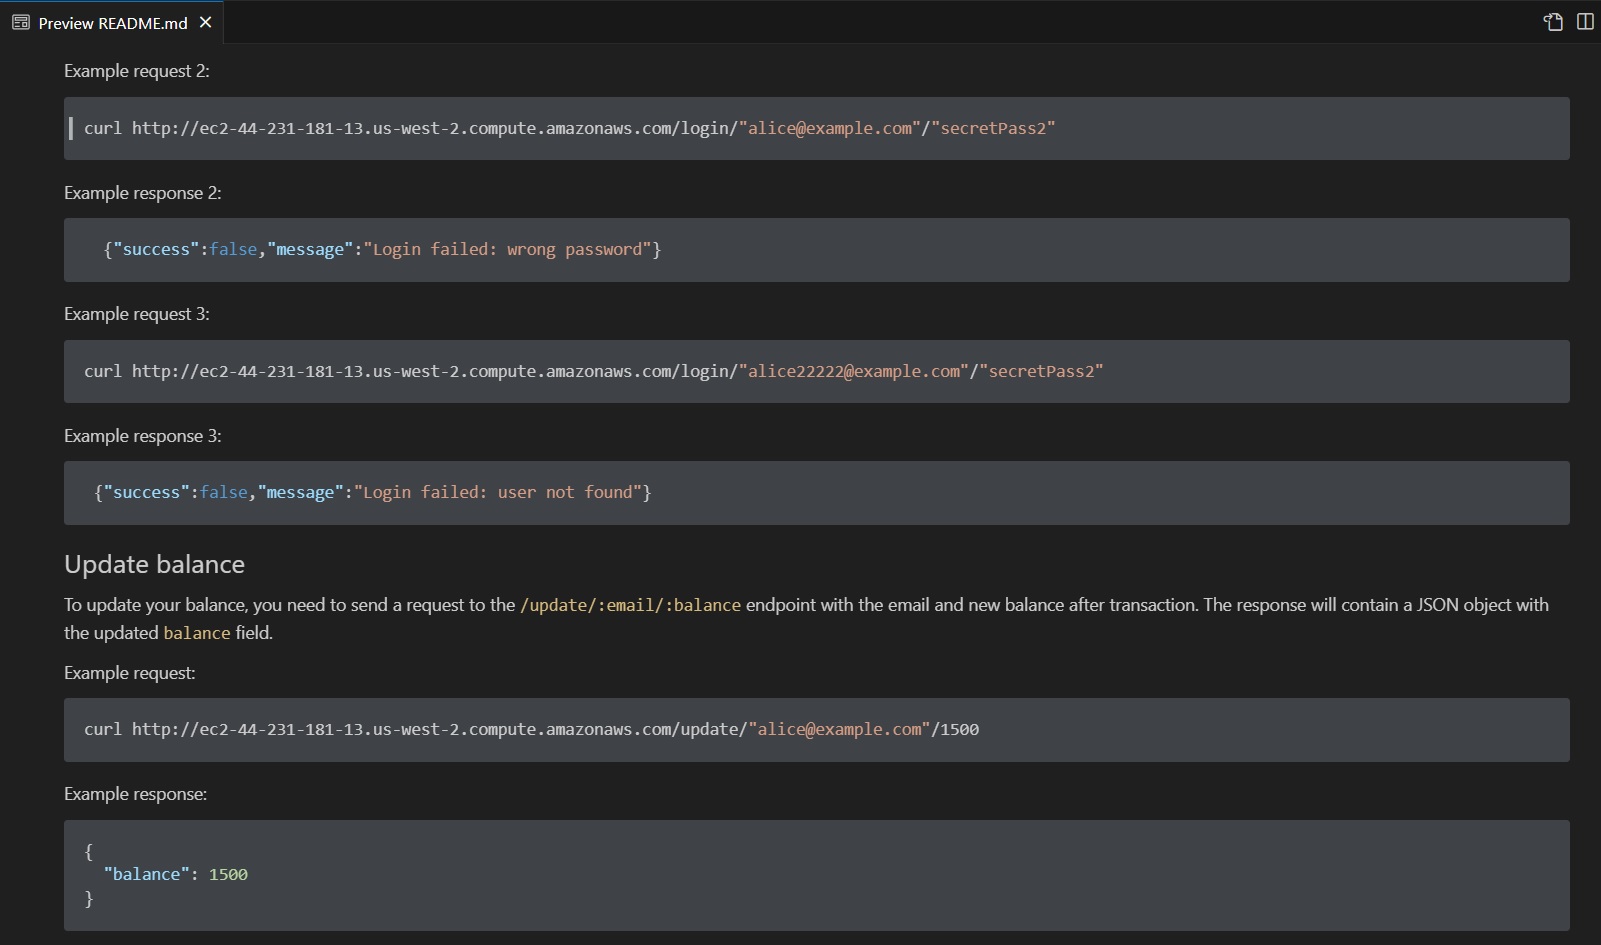 Preview README.md
Example request 2:
curl http://ec2-44-231-181-13.us-west-2.compute.amazonaws.com/login/"alice@example.com"/"secretPass2"
Example response 2:
{"success":false,"message":"Login failed: wrong password"}
Example request 3:
curl http://ec2-44-231-181-13.us-west-2.compute.amazonaws.com/login/"alice22222@example.com"/"secretPass2"
Example response 3:
{"success":false,"message":"Login failed: user not found"}
Update balance
To update your balance, you need to send a request to the /update/:email/:balance endpoint with the email and new balance after transaction. The response will contain a JSON object with
the updated balance field.
Example request:
curl http://ec2-44-231-181-13.us-west-2.compute.amazonaws.com/update/"alice@example.com"/1500
Example response:
{
"balance": 1500
}